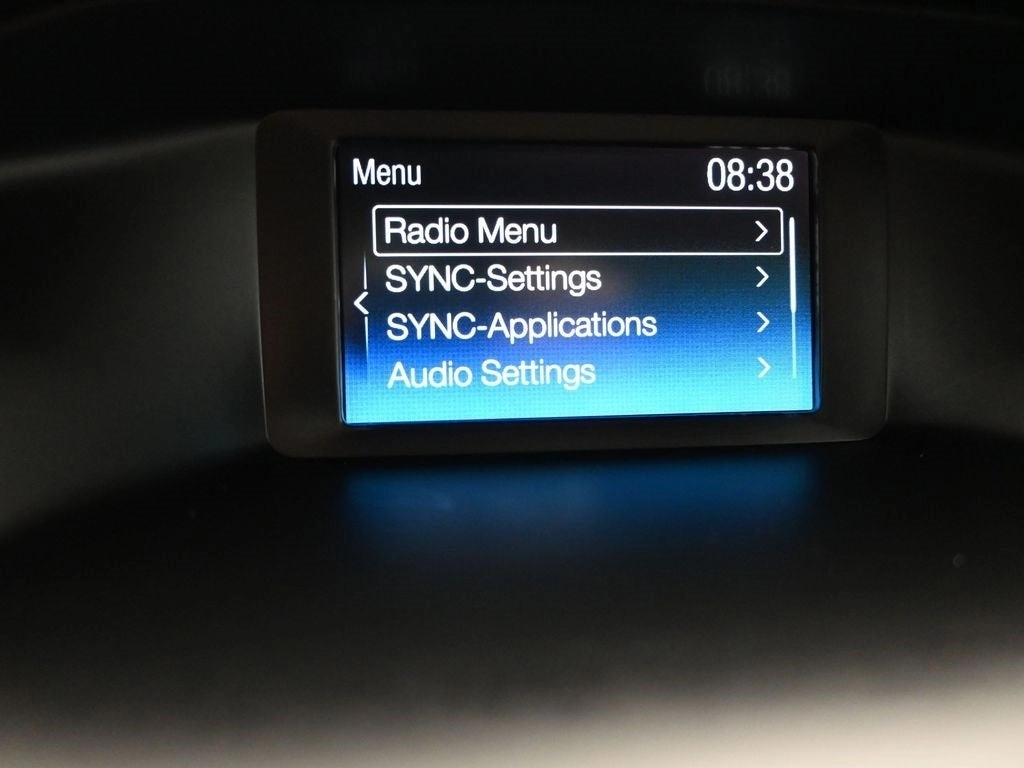 Menu 08:38
Radio Menu
SYNC-Settings
SYNC-Applications
Audio Settings